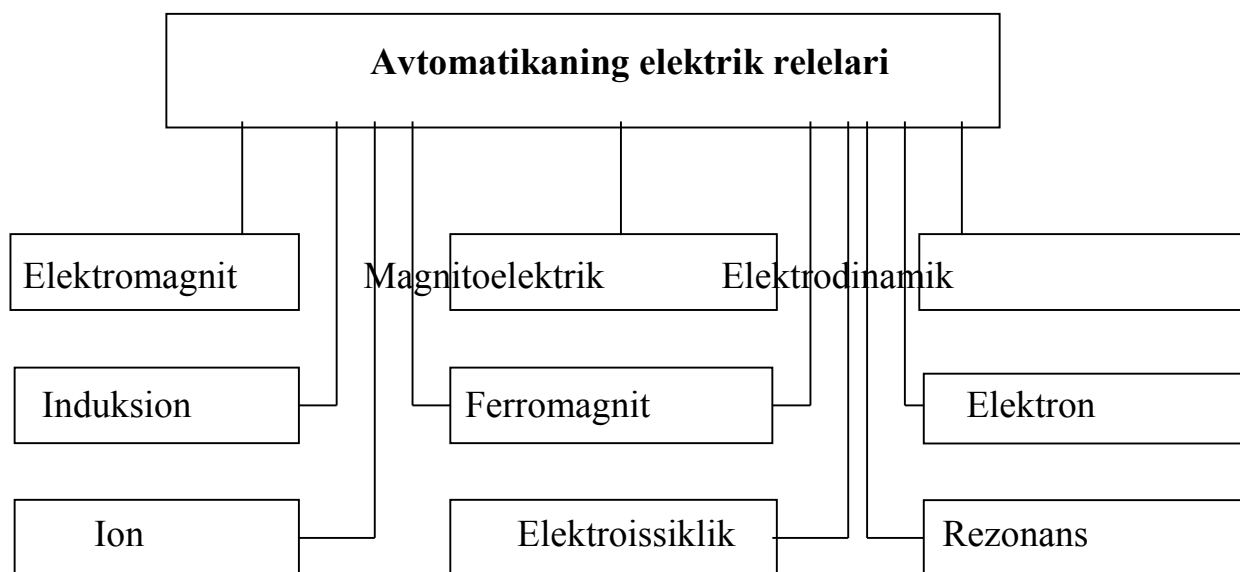 Avtomatikaning elektrik relelari
Elektromagnit Magnitoelektrik Elektrodinamik
Induksion Ferromagnit Elektron
Ion Elektroissiklik Rezonans